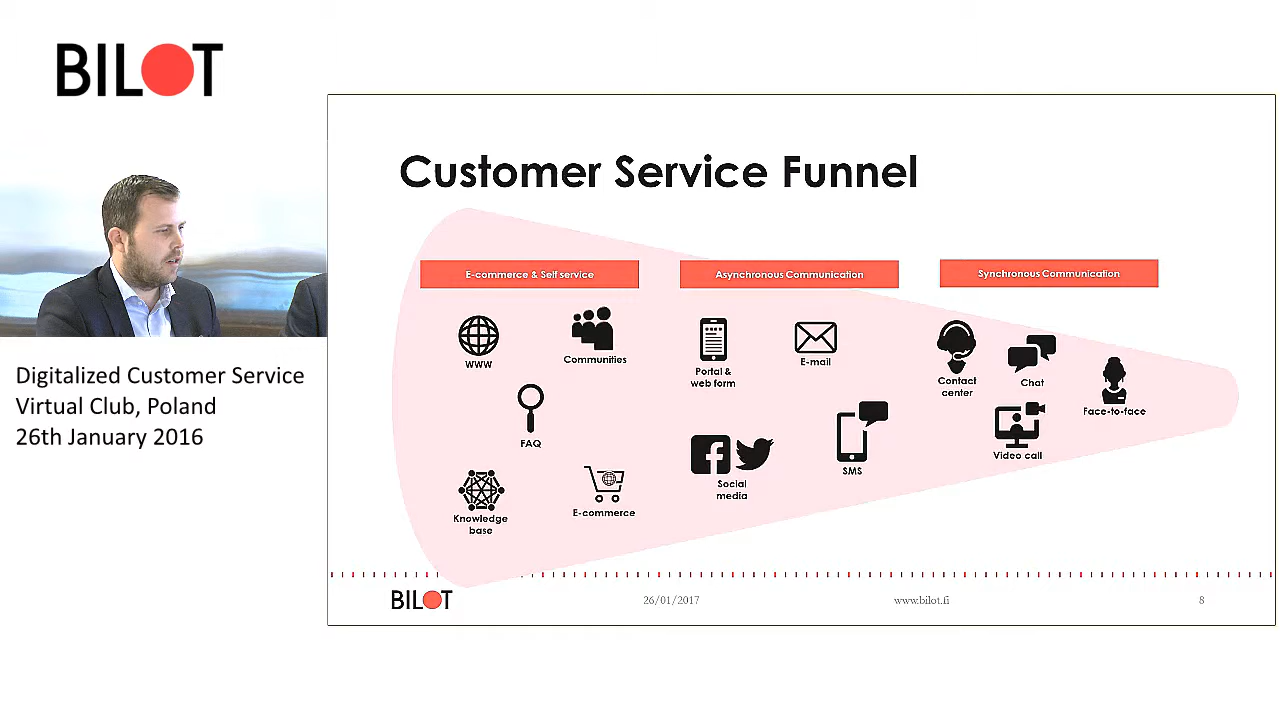 BILOT
Digitalized Customer Service
Virtual Club, Poland
26th January 2016
Customer Service Funnel
E-commerce & Self service
Asynchronous Communication
Synchronous Communication
WWW
Communities
FAQ
Knowledge
base
E-commerce
Portal &
web form
E-mail
Social
media
SMS
Contact
center
Chat
Video call
Face-to-face
BILOT
26/01/2017
www.bilot.fi
8